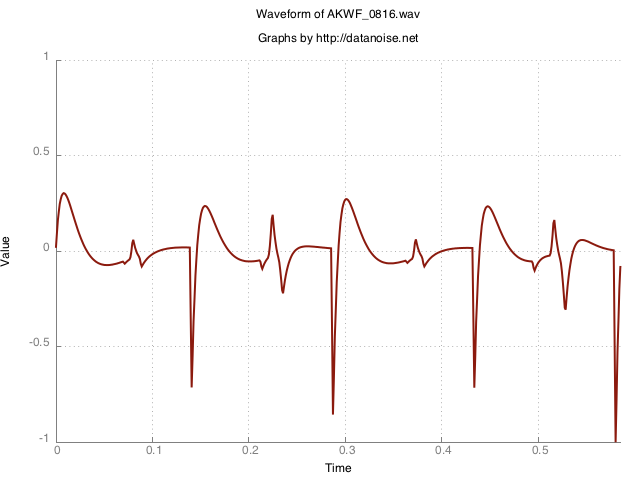 Waveform of AKWF_0816.wav
Graphs by http://datanoise.net
1
0.5
0
-0.5
-1
Value
0 0.1 0.2 0.3 0.4 0.5
Time